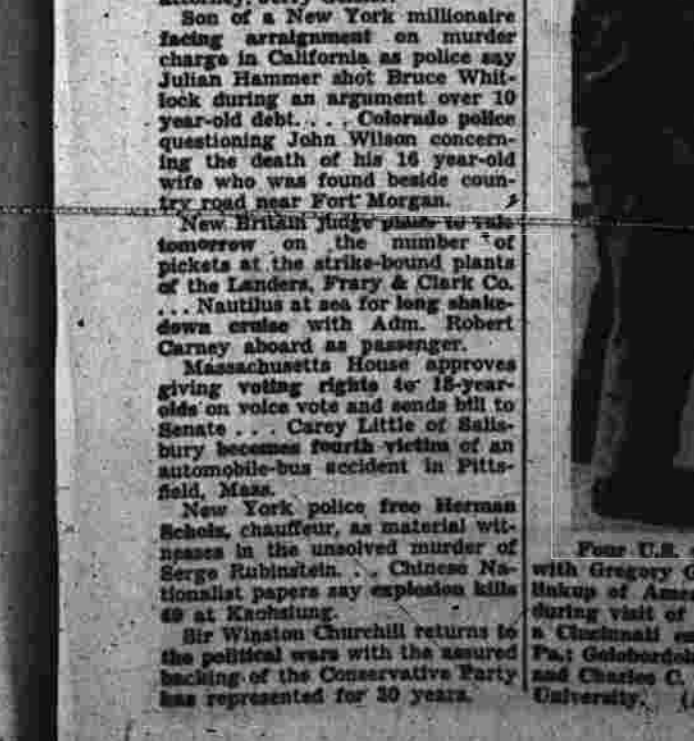 attorney, Jerry
Son of a New York millionaire
facing arraignment on murder
charge in California as police say
Julian Hammer shot Bruce Whit-
lock during an argument over 10
year-old debt. . . . Colorado police
questioning John Wilson concern-
ing the death of his 16 year-old
wife who was found beside coun-
try road near Fort Morgan.
New Britain judge plans to rule
tomorrow on the number of
pickets at the strike-bound plants
of the Landers, Frary & Clark Co.
. . . Nautilus at sea for long shake-
down cruise with Adm. Robert
Carney aboard as passenger.
Massachusetts House approves
giving voting rights to 18-year-
olds on voice vote and sends bill to
Senate . . . Carey Little of Salis-
bury becomes fourth victim of an
automobile-bus accident in Pitts-
field, Mass.
New York police free Herman
Schols, chauffeur, as material wit-
nesses in the unsolved murder of
Serge Rubinstein. . . Chinese Na-
tionalist papers say explosion kills
at Kaohsiung.
Sir Winston Churchill returns to
the political wars with the assured
backing of the Conservative Party
has represented for 30 years.
Four U.S.
with Gregory
linkup of
during visit of
a Cincinnati
Pa.;
and Charles C.
University. (